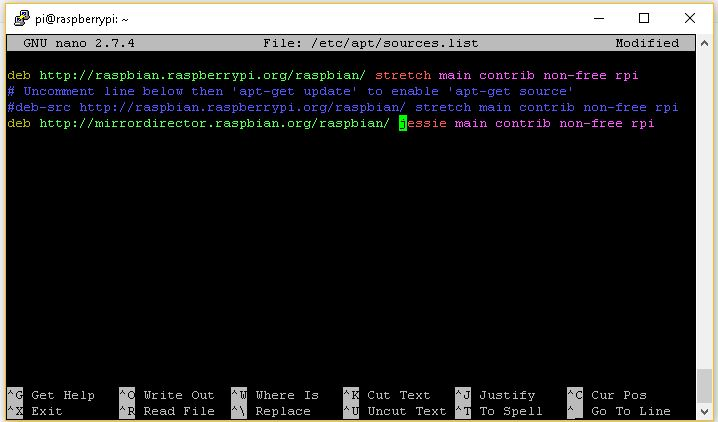 pi@raspberrypi: ~
GNU nano 2.7.4 File: /etc/apt/sources.list Modified
deb http://raspbian.raspberrypi.org/raspbian/ stretch main contrib non-free rpi
# Uncomment line below then 'apt-get update' to enable 'apt-get source'
#deb-src http://raspbian.raspberrypi.org/raspbian/ stretch main contrib non-free rpi
deb http://mirrordirector.raspbian.org/raspbian/ jessie main contrib non-free rpi
^G Get Help ^O Write Out ^W Where Is ^K Cut Text ^J Justify ^C Cur Pos
^X Exit ^R Read File ^\ Replace ^U Uncut Text ^T To Spell ^_ Go To Line